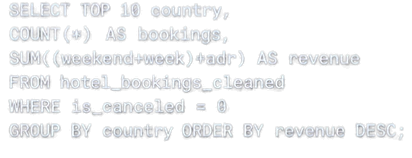 SELECT TOP 10 country,
COUNT(*) AS bookings,
SUM((weekend+week)+adr) AS revenue
FROM hotel_bookings_cleaned
WHERE is_canceled = 0
GROUP BY country ORDER BY revenue DESC;